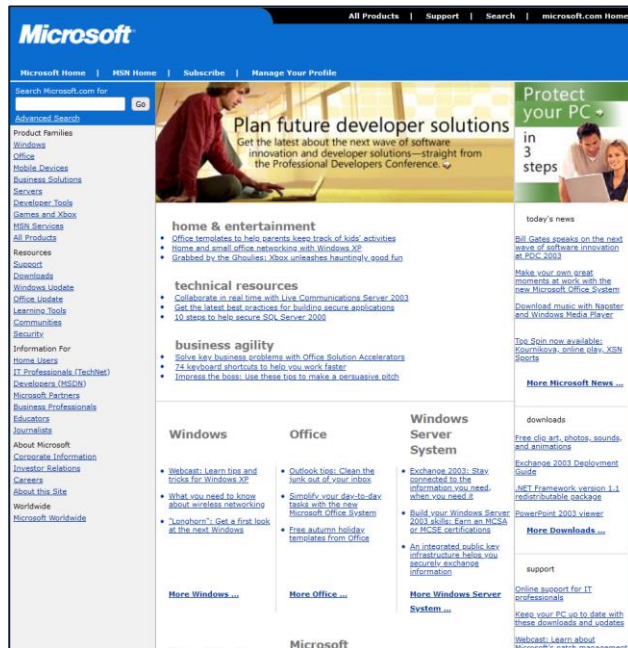 All Products | Support | Search | microsoft.com Home
Microsoft
Microsoft Home | MSN Home | Subscribe | Manage Your Profile
Search Microsoft.com for
Go
Advanced Search
Product Families
Windows
Office
Mobile Devices
Business Solutions
Servers
Developer Tools
Games and Xbox
MSN Services
All Products
Resources
Support
Downloads
Windows Update
Office Update
Learning Tools
Communities
Security
Information For
Home Users
IT Professionals (TechNet)
Developers (MSDN)
Microsoft Partners
Business Professionals
Educators
Journalists
About Microsoft
Corporate Information
Investor Relations
Careers
About this Site
Worldwide
Microsoft Worldwide
Plan future developer solutions
Get the latest about the next wave of software
innovation and developer solutions—straight from
the Professional Developers Conference.
home & entertainment
Office templates to help parents keep track of kids' activities
Home and small office networking with Windows XP
Grabbed by the Ghoulies: Xbox unleashes hauntingly good fun
technical resources
Collaborate in real time with Live Communications Server 2003
Get the latest best practices for building secure applications
10 steps to help secure SQL Server 2000
business agility
Solve key business problems with Office Solution Accelerators
74 keyboard shortcuts to help you work faster
Impress the boss: Use these tips to make a persuasive pitch
Windows
Webcast: Learn tips and
tricks for Windows XP
What you need to know
about wireless networking
"Longhorn": Get a first look
at the next Windows
More Windows ...
Office
Outlook tips: Clean the
junk out of your inbox
Simplify your day-to-day
tasks with the new
Microsoft Office System
Free autumn holiday
templates from Office
More Office ...
Windows
Server
System
Exchange 2003: Stay
connected to the
information you need,
when you need it
Build your Windows Server
2003 skills: Earn an MCSA
or MCSE certifications
An integrated public key
infrastructure helps you
securely exchange
information
More Windows Server
System ...
Microsoft
Protect
your PC
in
3
steps
today's news
Bill Gates speaks on the next
wave of software innovation
at PDC 2003
Make your own great
moments at work with the
new Microsoft Office System
Download music with Napster
and Windows Media Player
Top Spin now available:
Kournikova, online play, XSN
Sports
More Microsoft News ...
downloads
Free clip art, photos, sounds,
and animations
Exchange 2003 Deployment
Guide
.NET Framework version 1.1
redistributable package
PowerPoint 2003 viewer
More Downloads ...
support
Online support for IT
professionals
Keep your PC up to date with
these downloads and updates
Webcast: Learn about
Microsoft's patch management